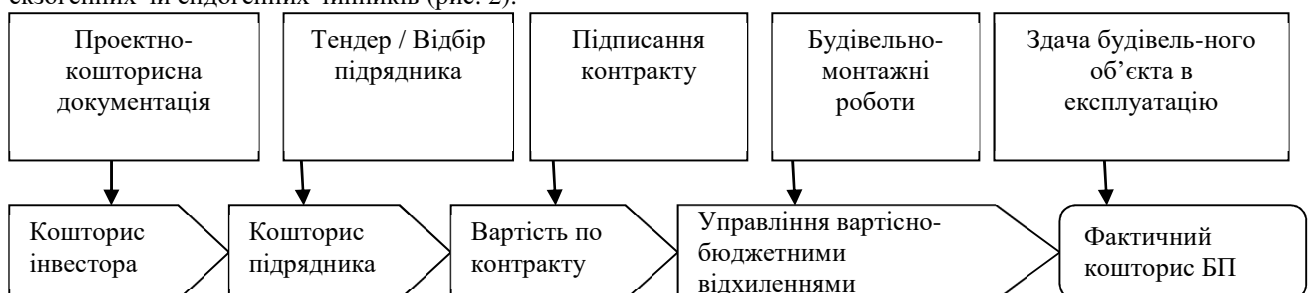 екзогенних чи ендогенних чинників (рис. 2).
Проектно-
кошторисна
документація
Тендер / Відбір
підрядника
Підписання
контракту
Будівельно-
монтажні
роботи
Здача будівель-ного
об’єкта в
експлуатацію
Кошторис
інвестора
Кошторис
підрядника
Вартість по
контракту
Управління вартісно-
бюджетними
відхиленнями
Фактичний
кошторис БП